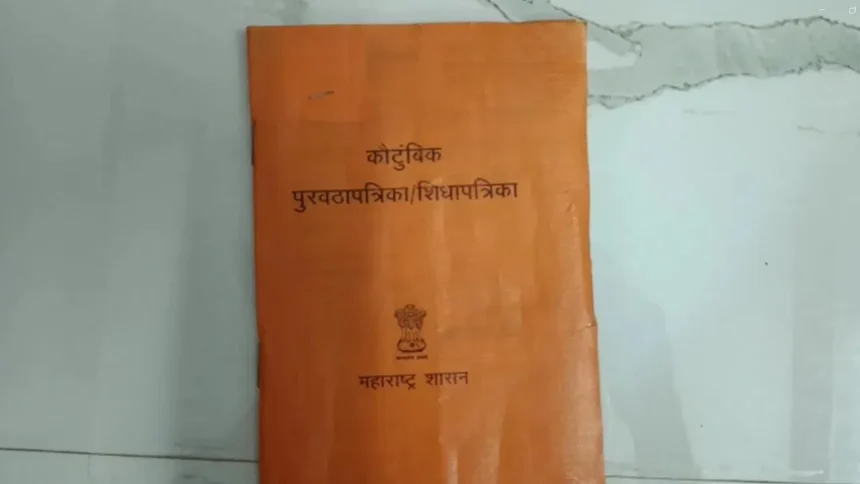 कौटुंबिक
पुरवठापत्रिका/शिधापत्रिका
महाराष्ट्र शासन